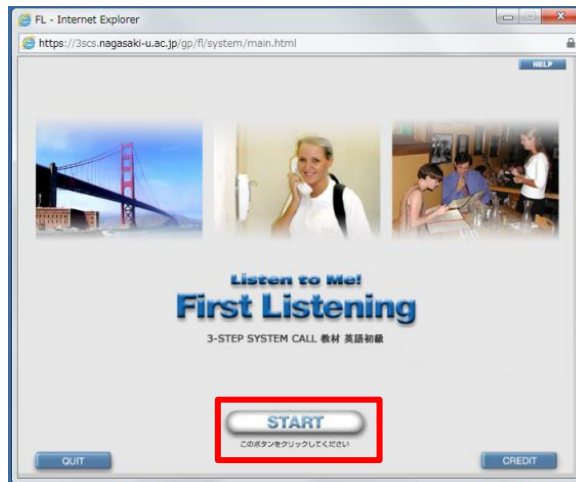 FL - Internet Explorer
https://3scs.nagasaki-u.ac.jp/gp/fl/system/main.html
HELP
Listen to Me!
First Listening
3-STEP SYSTEM CALL 教材 英語初級
START
このボタンをクリックしてください
QUIT
CREDIT